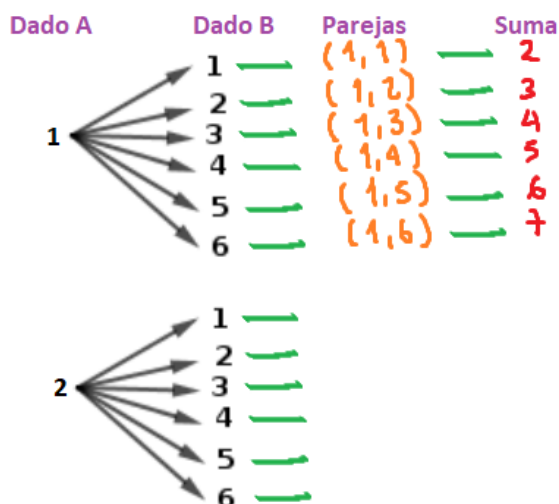 Dado A Dado B Parejas Suma
1 (1,1) 2
2 (1,2) 3
1 3 (1,3) 4
4 (1,4) 5
5 (1,5) 6
6 (1,6) 7
1
2
2 3
4
5
6